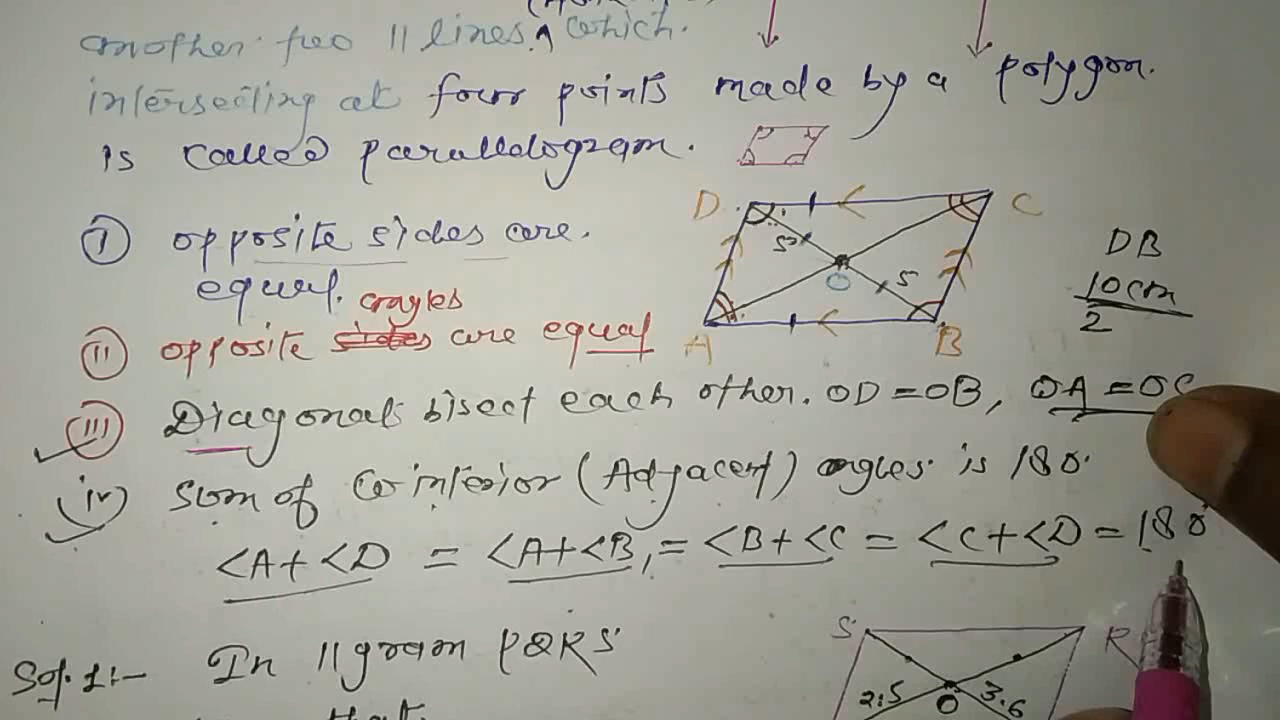 another two || lines, which.
intersecting at four points made by a polygon.
is called parallelogram.
D C
I opposite sides are.
equal.
5 5
O
A B
DB
10cm
2
angles
II opposite sides are equal
III Diagonals bisect each other. OD = OB, OA = OC
iv) Sum of Co interior (Adjacent) angles is 180°
<A+<D = <A+<B, = <B+<C = <C+<D = 180°
Sol. 1:- In ||gram PQRS
S R
2.5 3.6
O
that